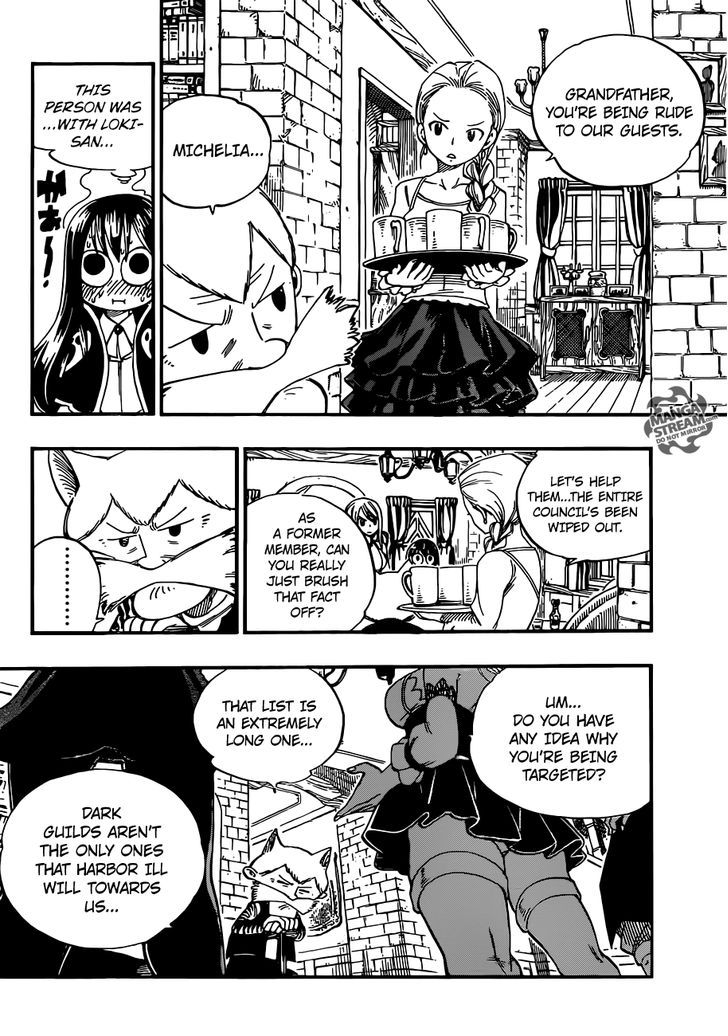 GRANDFATHER,
YOU'RE BEING RUDE
TO OUR GUESTS.
MICHELIA...
THIS
PERSON WAS
...WITH LOKI-
SAN...
かぁ〜!
MANGA
STREAM.com
DO NOT MIRROR
LET'S HELP
THEM...THE ENTIRE
COUNCIL'S BEEN
WIPED OUT.
AS
A FORMER
MEMBER, CAN
YOU REALLY
JUST BRUSH
THAT FACT
OFF?
.........
UM...
DO YOU HAVE
ANY IDEA WHY
YOU'RE BEING
TARGETED?
THAT LIST IS
AN EXTREMELY
LONG ONE...
DARK
GUILDS AREN'T
THE ONLY ONES
THAT HARBOR ILL
WILL TOWARDS
US...